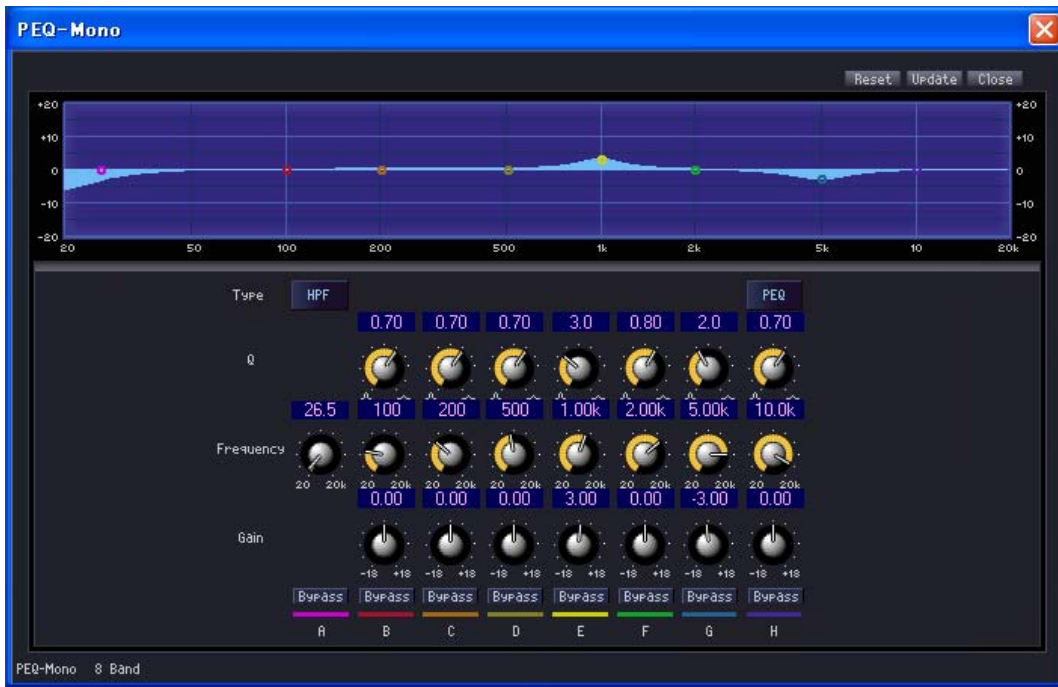 PEQ-Mono
Reset Update Close
+20 +20
+10 +10
0 0
-10 -10
-20 -20
20 50 100 200 500 1k 2k 5k 10 20k
Type HPF PEQ
0.70 0.70 0.70 3.0 0.80 2.0 0.70
Q
26.5 100 200 500 1.00k 2.00k 5.00k 10.0k
Frequency
20 20k 20 20k 20 20k 20 20k 20 20k 20 20k 20 20k 20 20k
0.00 0.00 0.00 3.00 0.00 -3.00 0.00
Gain
-18 +18 -18 +18 -18 +18 -18 +18 -18 +18 -18 +18 -18 +18
Bypass Bypass Bypass Bypass Bypass Bypass Bypass Bypass
A B C D E F G H
PEQ-Mono 8 Band